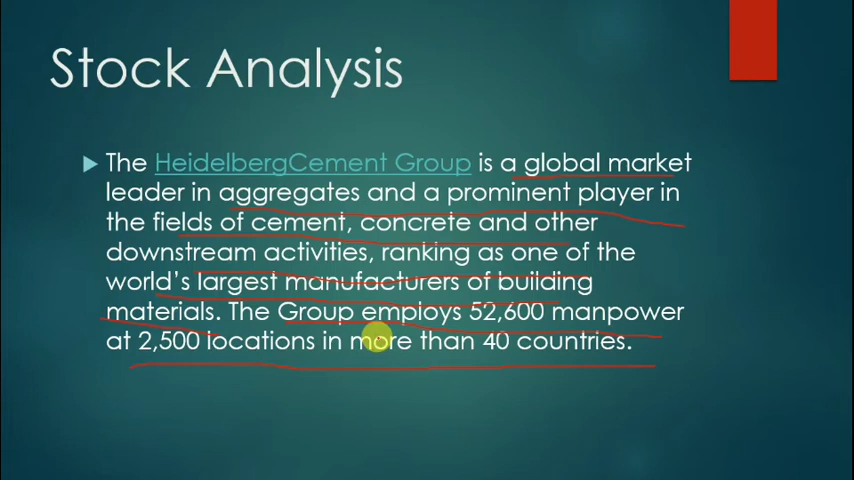 Stock Analysis
The HeidelbergCement Group is a global market
leader in aggregates and a prominent player in
the fields of cement, concrete and other
downstream activities, ranking as one of the
world's largest manufacturers of building
materials. The Group employs 52,600 manpower
at 2,500 locations in more than 40 countries.